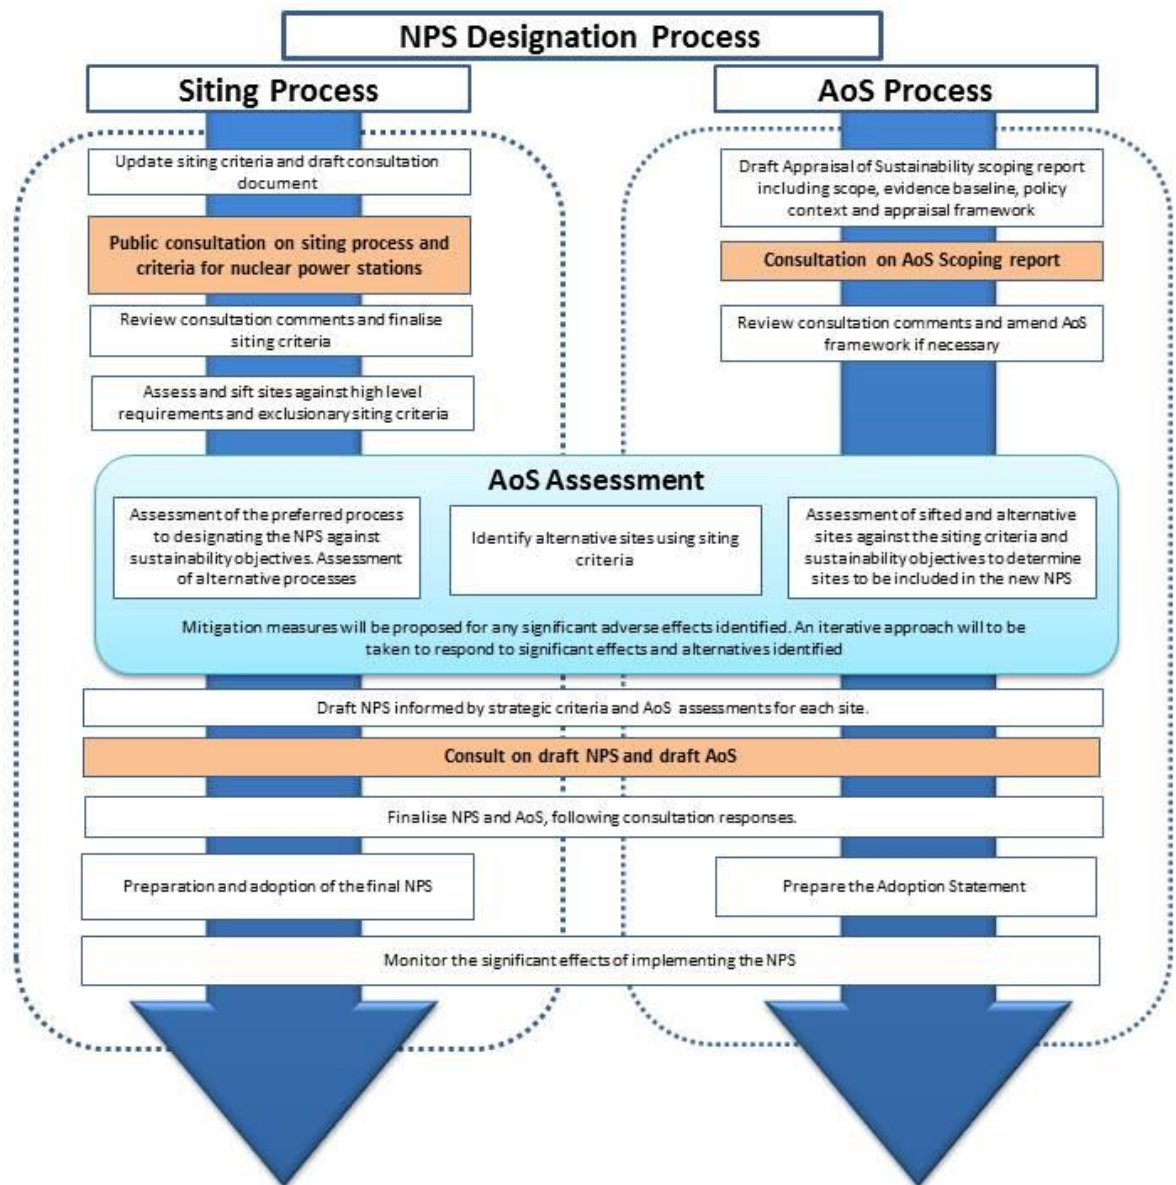 NPS Designation Process
Siting Process
Update siting criteria and draft consultation
document
Public consultation on siting process and
criteria for nuclear power stations
Review consultation comments and finalise
siting criteria
Assess and sift sites against high level
requirements and exclusionary siting criteria
AoS Process
Draft Appraisal of Sustainability scoping report
including scope, evidence baseline, policy
context and appraisal framework
Consultation on AoS Scoping report
Review consultation comments and amend AoS
framework if necessary
AoS Assessment
Assessment of the preferred process
to designating the NPS against
sustainability objectives. Assessment
of alternative processes
Identify alternative sites using siting
criteria
Assessment of sifted and alternative
sites against the siting criteria and
sustainability objectives to determine
sites to be included in the new NPS
Mitigation measures will be proposed for any significant adverse effects identified. An iterative approach will to be
taken to respond to significant effects and alternatives identified
Draft NPS informed by strategic criteria and AoS assessments for each site.
Consult on draft NPS and draft AoS
Finalise NPS and AoS, following consultation responses.
Preparation and adoption of the final NPS
Prepare the Adoption Statement
Monitor the significant effects of implementing the NPS